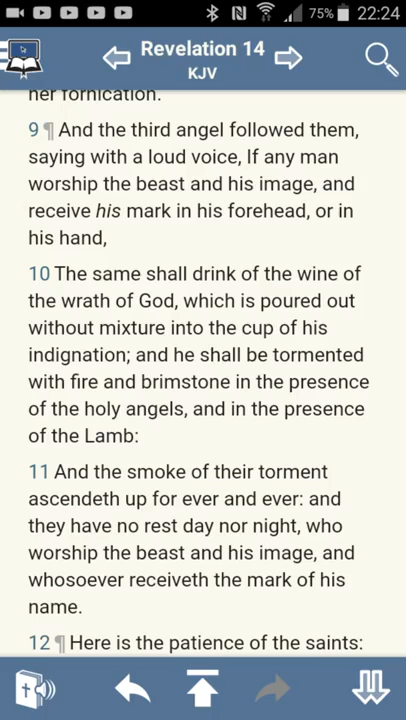 75% 22:24
Revelation 14
KJV
her fornication.
9 ¶ And the third angel followed them,
saying with a loud voice, If any man
worship the beast and his image, and
receive his mark in his forehead, or in
his hand,
10 The same shall drink of the wine of
the wrath of God, which is poured out
without mixture into the cup of his
indignation; and he shall be tormented
with fire and brimstone in the presence
of the holy angels, and in the presence
of the Lamb:
11 And the smoke of their torment
ascendeth up for ever and ever: and
they have no rest day nor night, who
worship the beast and his image, and
whosoever receiveth the mark of his
name.
12 ¶ Here is the patience of the saints: